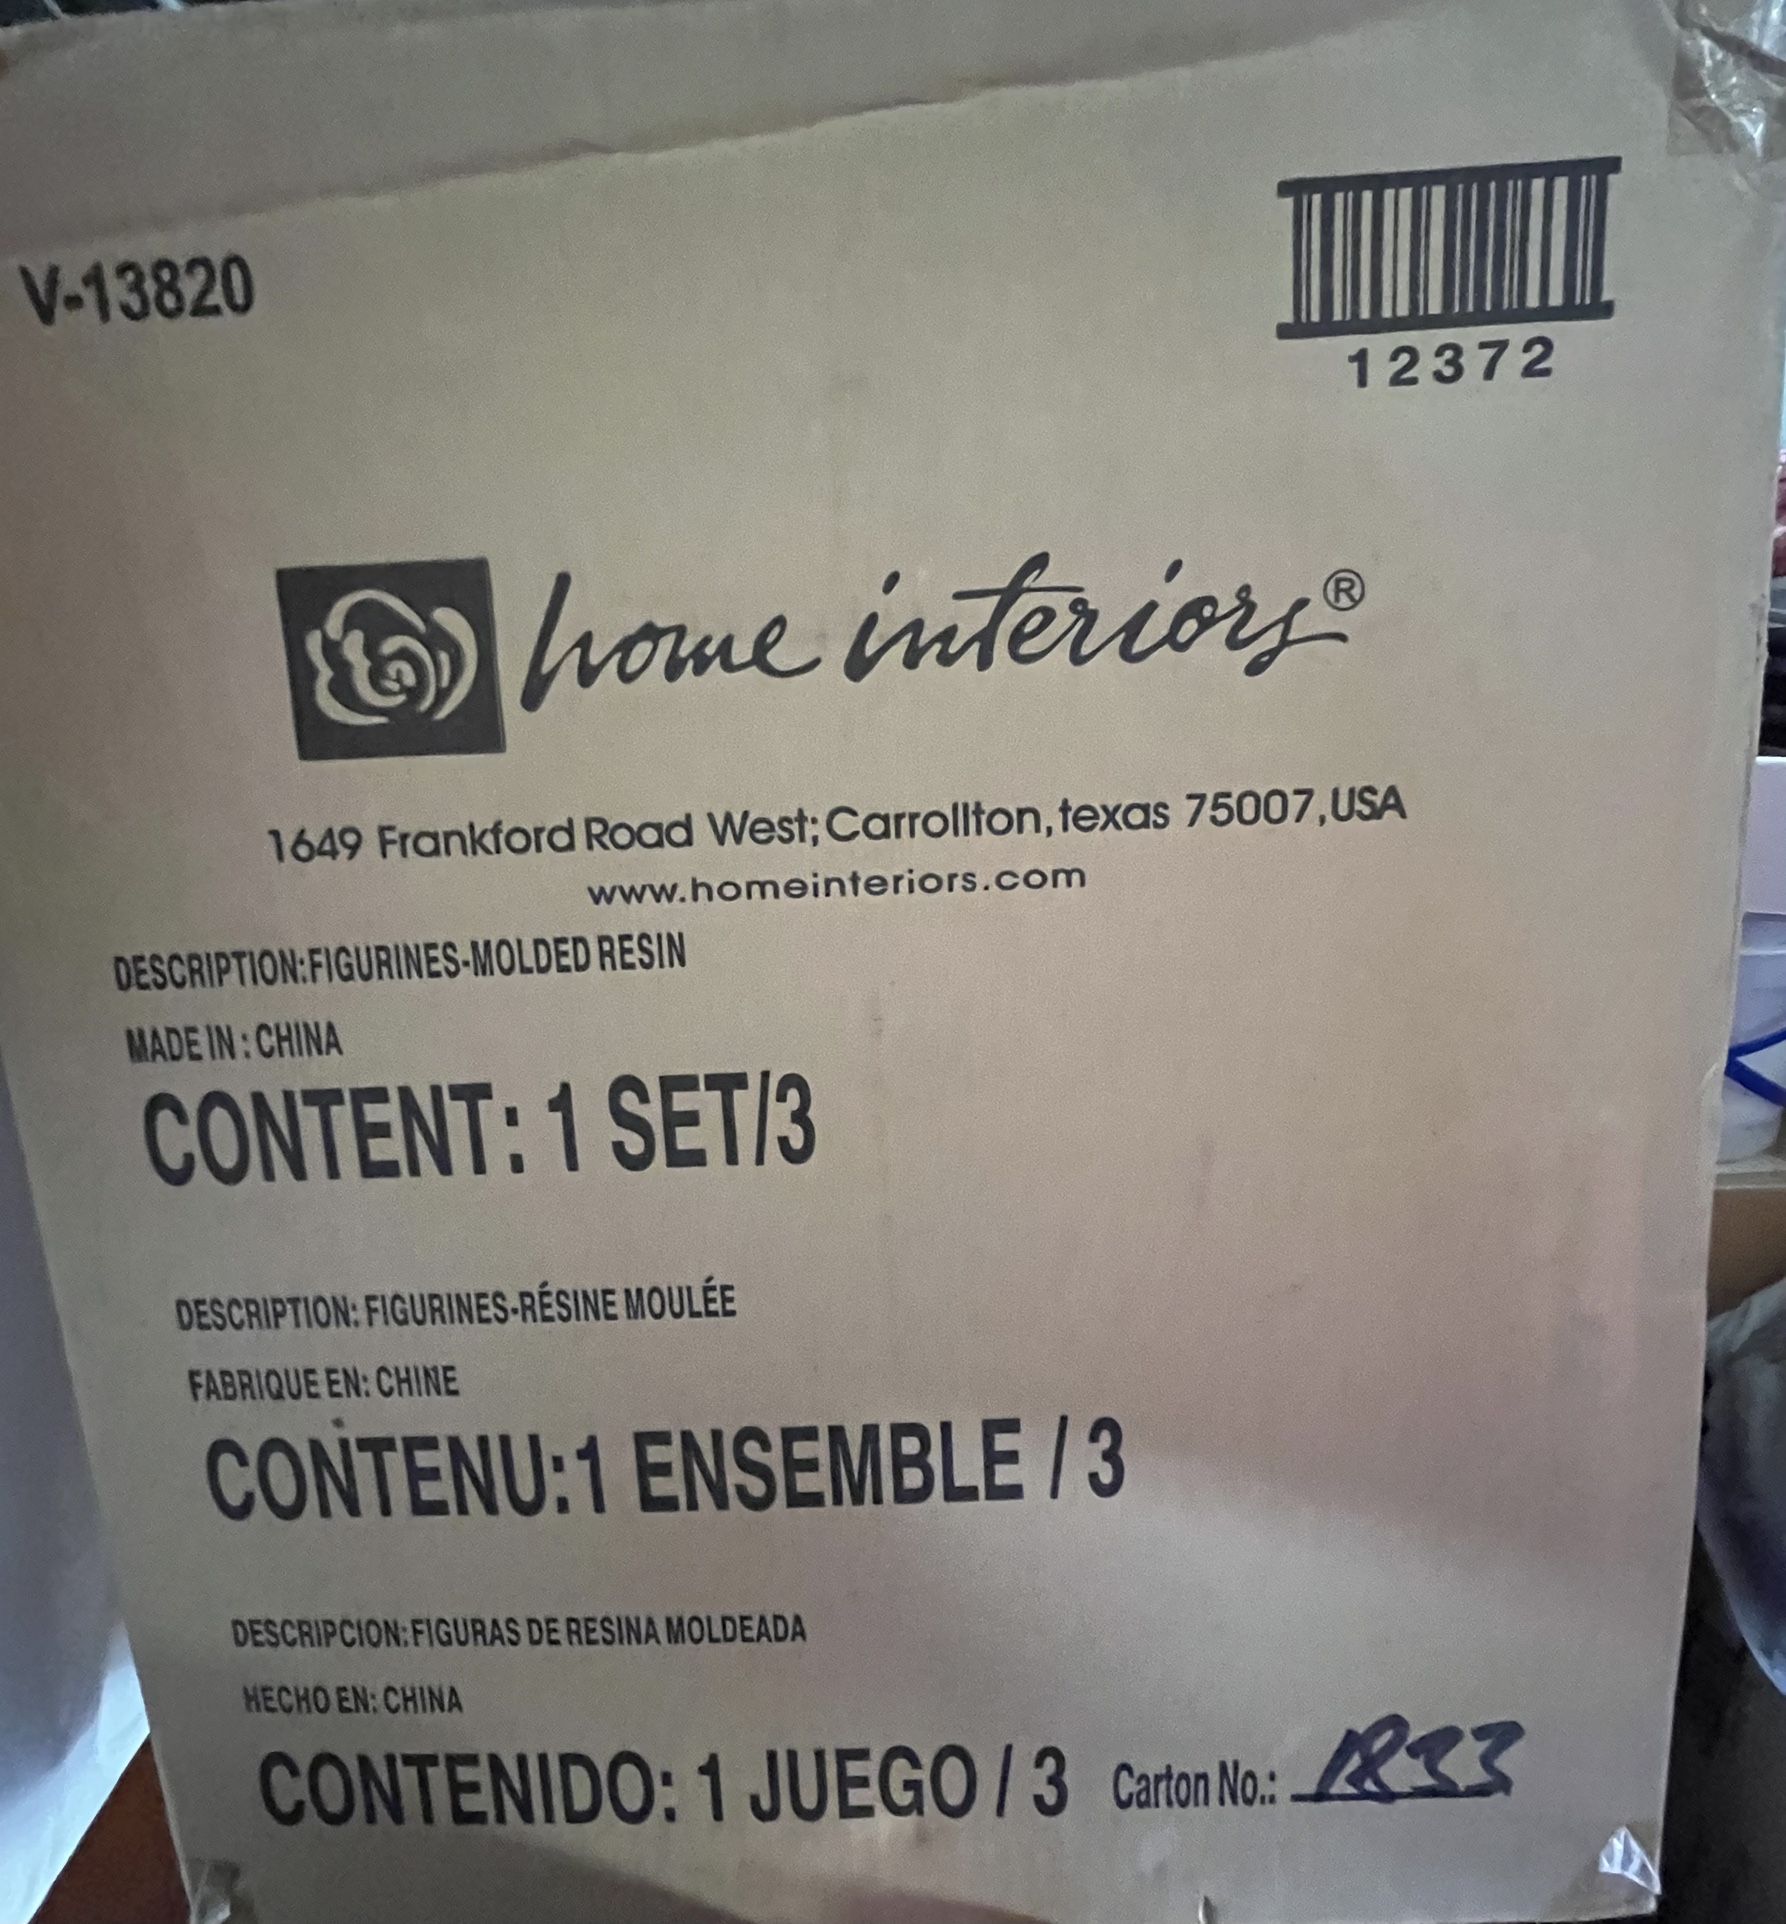 V-13820
12372
home interiors®
1649 Frankford Road West; Carrollton, texas 75007, USA
www.homeinteriors.com
DESCRIPTION: FIGURINES-MOLDED RESIN
MADE IN : CHINA
CONTENT: 1 SET/3
DESCRIPTION: FIGURINES-RÉSINE MOULÉE
FABRIQUE EN: CHINE
CONTENU:1 ENSEMBLE / 3
DESCRIPCION: FIGURAS DE RESINA MOLDEADA
HECHO EN: CHINA
CONTENIDO: 1 JUEGO / 3 Carton No.: 1833